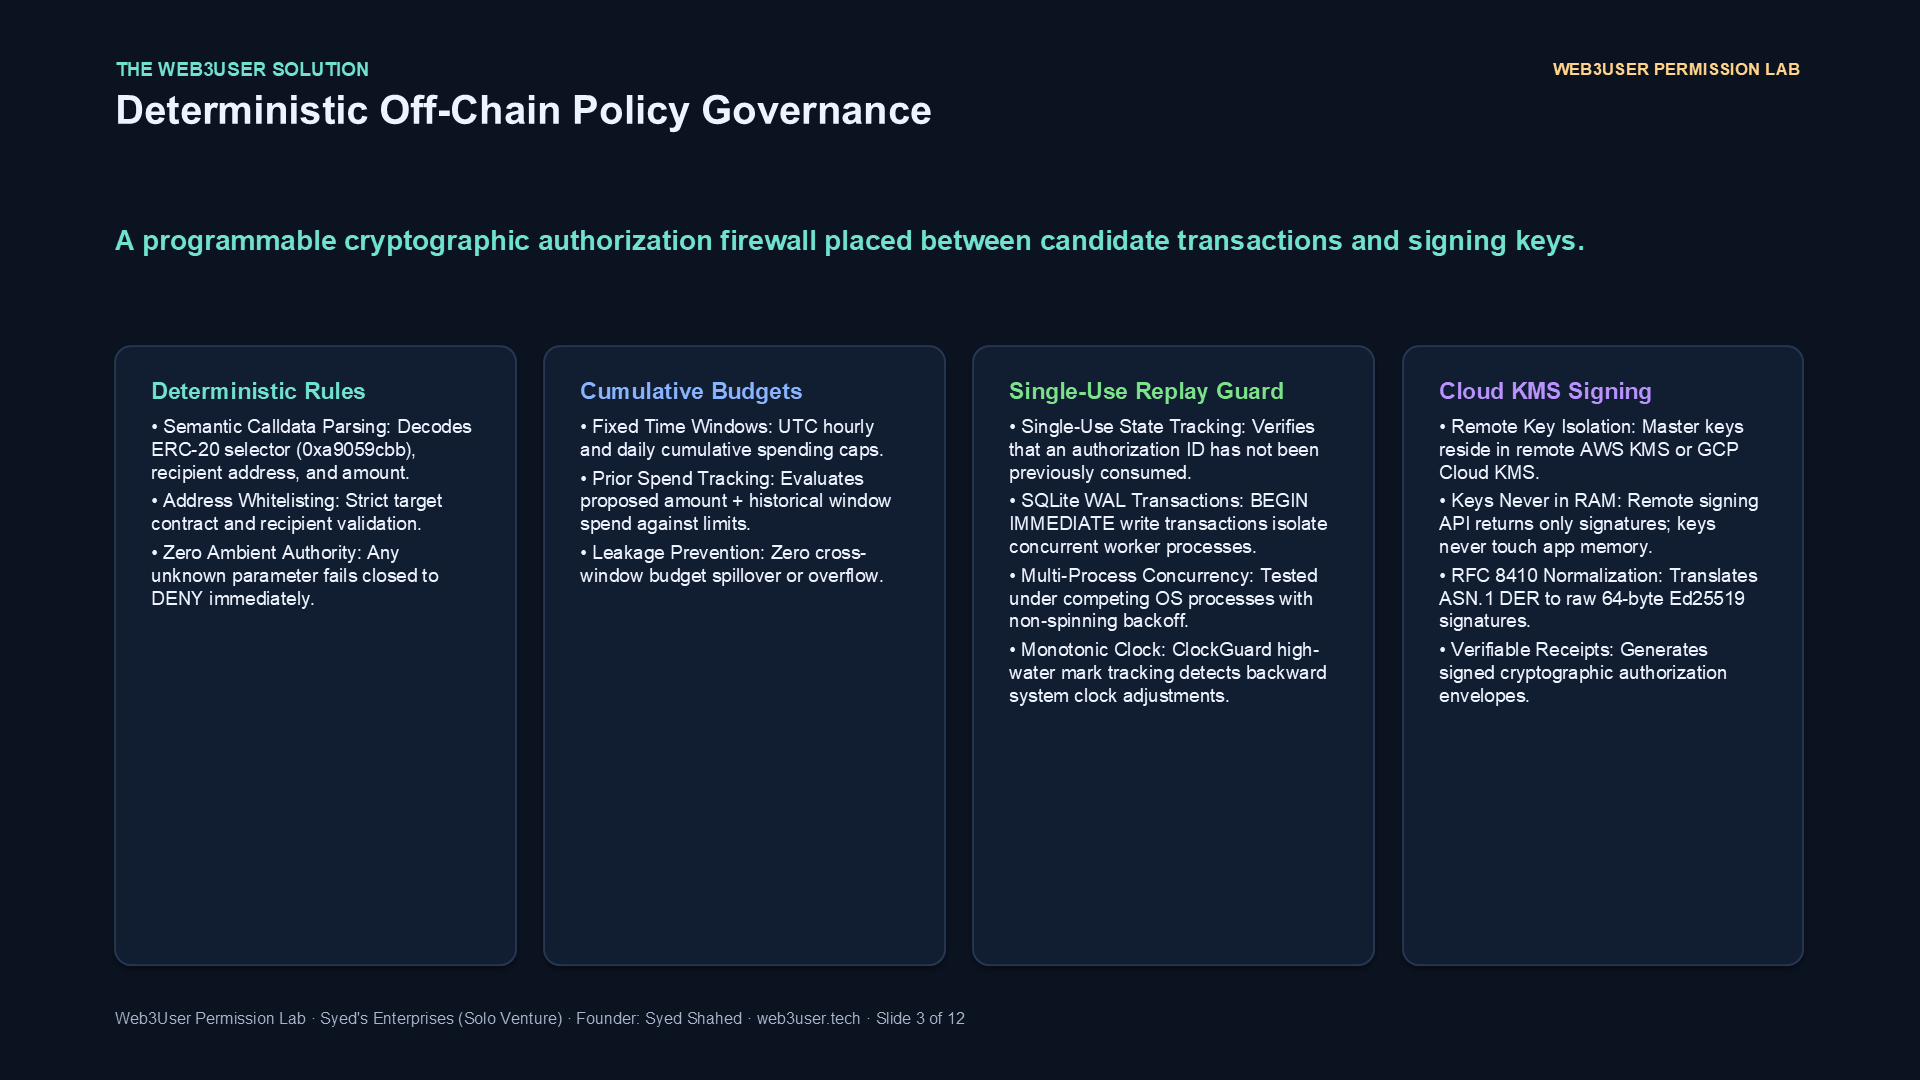 THE WEB3USER SOLUTION
WEB3USER PERMISSION LAB
Deterministic Off-Chain Policy Governance
A programmable cryptographic authorization firewall placed between candidate transactions and signing keys.
Deterministic Rules
• Semantic Calldata Parsing: Decodes
ERC-20 selector (0xa9059cbb),
recipient address, and amount.
• Address Whitelisting: Strict target
contract and recipient validation.
• Zero Ambient Authority: Any
unknown parameter fails closed to
DENY immediately.
Cumulative Budgets
• Fixed Time Windows: UTC hourly
and daily cumulative spending caps.
• Prior Spend Tracking: Evaluates
proposed amount + historical window
spend against limits.
• Leakage Prevention: Zero cross-
window budget spillover or overflow.
Single-Use Replay Guard
• Single-Use State Tracking: Verifies
that an authorization ID has not been
previously consumed.
• SQLite WAL Transactions: BEGIN
IMMEDIATE write transactions isolate
concurrent worker processes.
• Multi-Process Concurrency: Tested
under competing OS processes with
non-spinning backoff.
• Monotonic Clock: ClockGuard high-
water mark tracking detects backward
system clock adjustments.
Cloud KMS Signing
• Remote Key Isolation: Master keys
reside in remote AWS KMS or GCP
Cloud KMS.
• Keys Never in RAM: Remote signing
API returns only signatures; keys
never touch app memory.
• RFC 8410 Normalization: Translates
ASN.1 DER to raw 64-byte Ed25519
signatures.
• Verifiable Receipts: Generates
signed cryptographic authorization
envelopes.
Web3User Permission Lab · Syed's Enterprises (Solo Venture) · Founder: Syed Shahed · web3user.tech · Slide 3 of 12